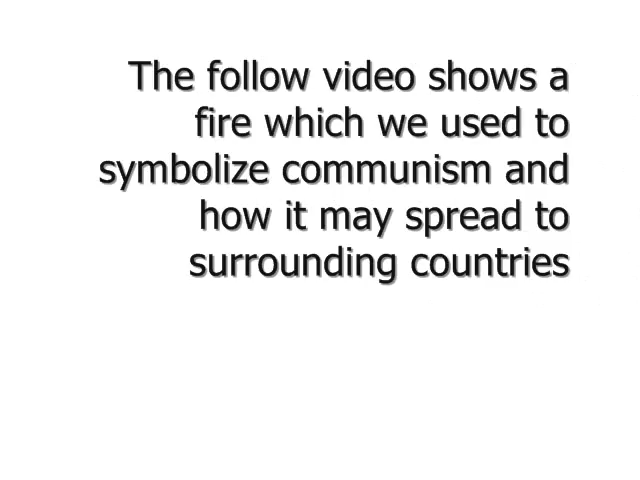 The follow video shows a
fire which we used to
symbolize communism and
how it may spread to
surrounding countries